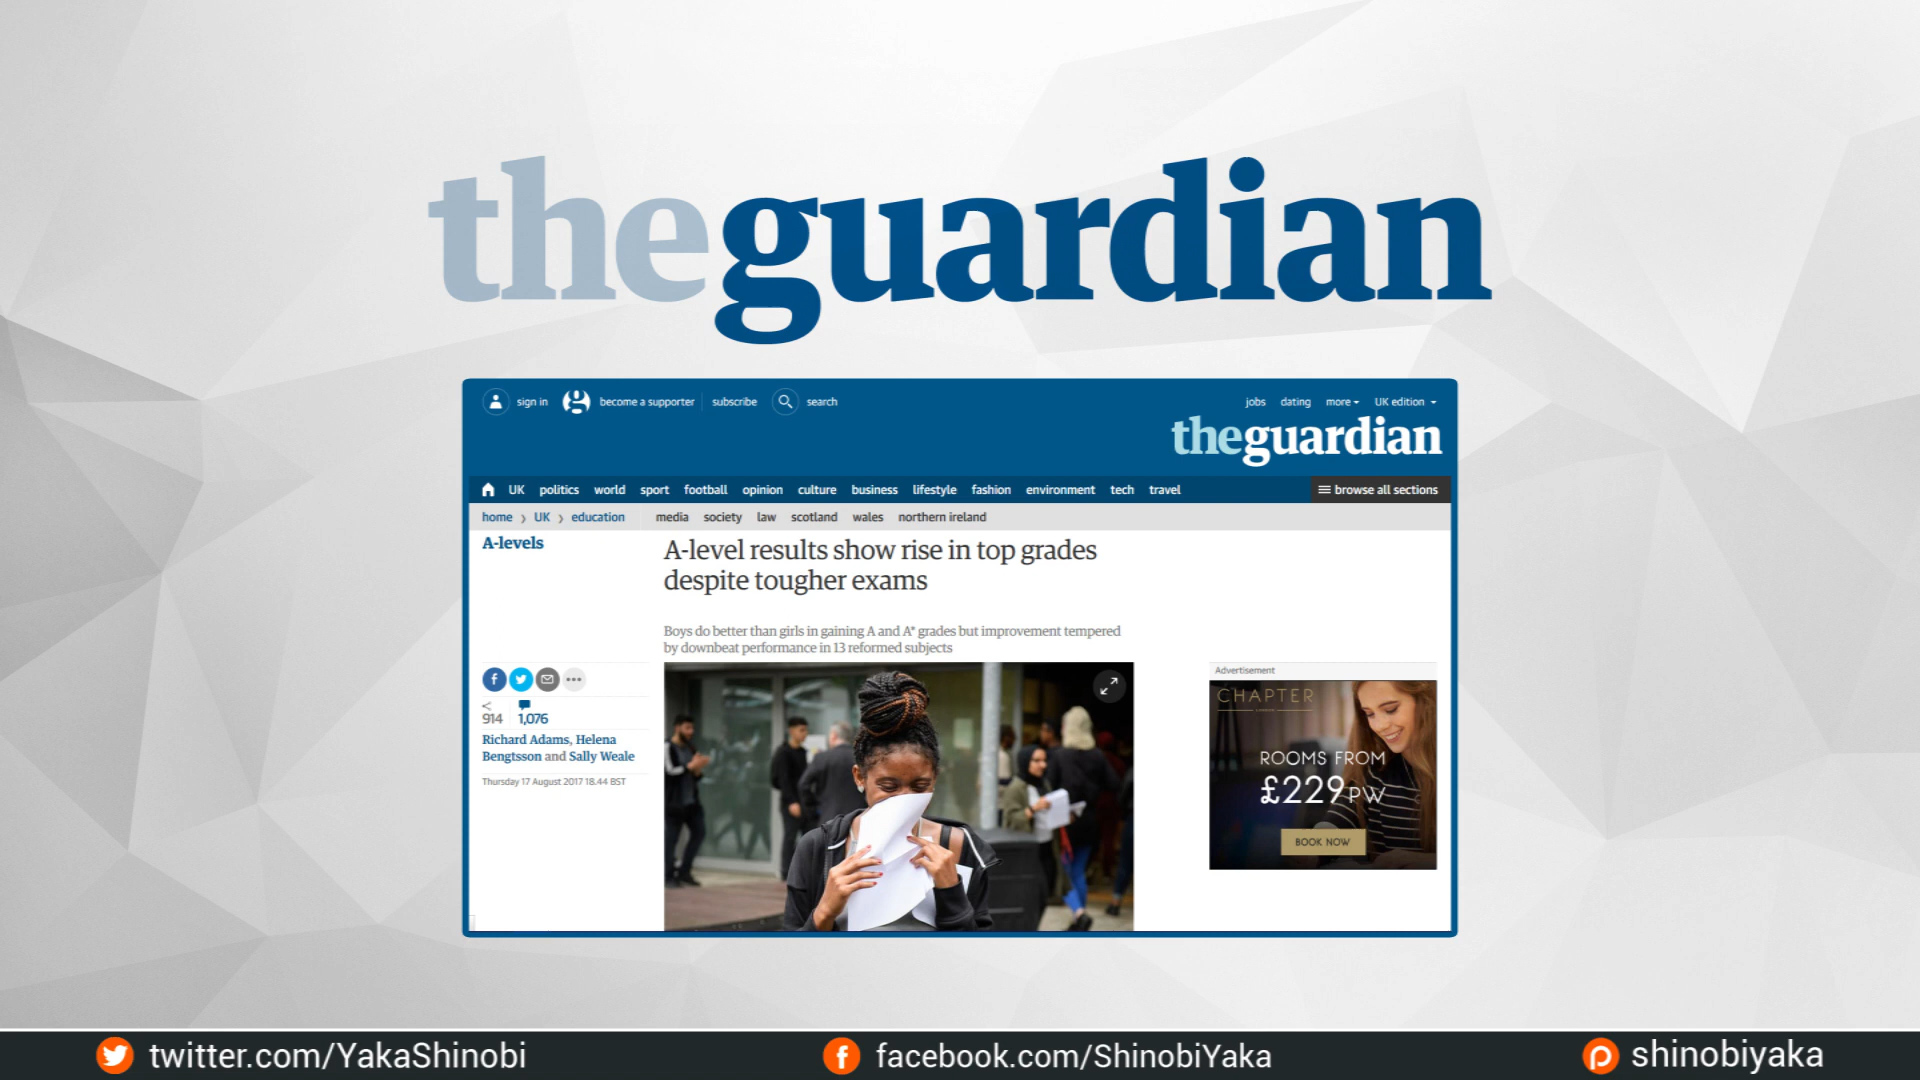 theguardian
sign in become a supporter subscribe search jobs dating more UK edition
theguardian
UK politics world sport football opinion culture business lifestyle fashion environment tech travel browse all sections
home UK education media society law scotland wales northern ireland
A-levels
A-level results show rise in top grades
despite tougher exams
Boys do better than girls in gaining A and A* grades but improvement tempered
by downbeat performance in 13 reformed subjects
914 1,076
Richard Adams, Helena
Bengtsson and Sally Weale
Thursday 17 August 2017 18.44 BST
Advertisement
CHAPTER
ROOMS FROM
£229PW
BOOK NOW
twitter.com/YakaShinobi facebook.com/ShinobiYaka shinobiyaka